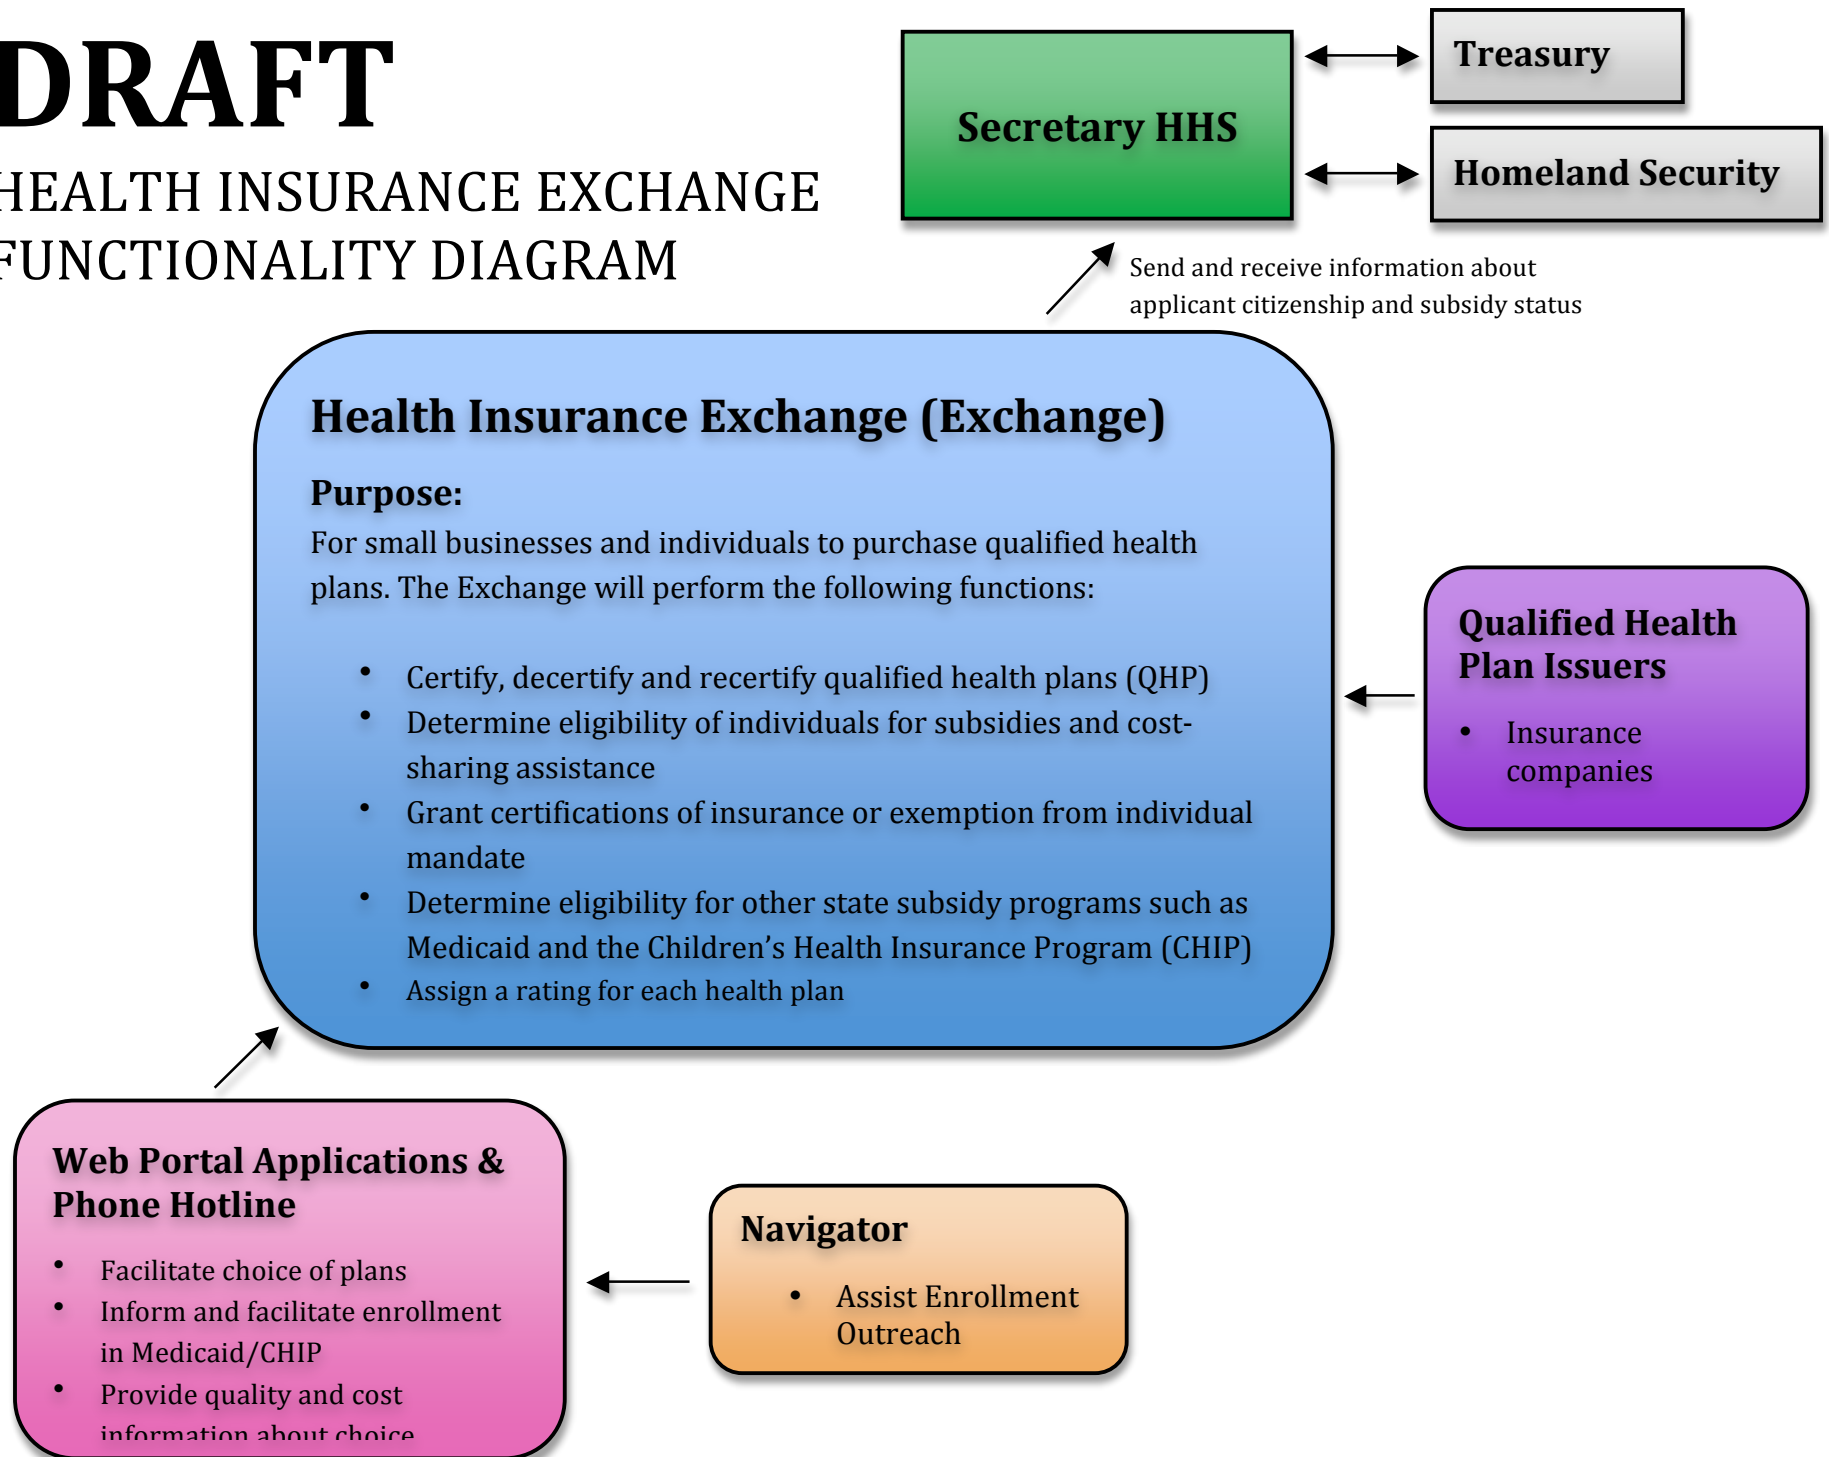 DRAFT
HEALTH INSURANCE EXCHANGE
FUNCTIONALITY DIAGRAM
Secretary HHS
Treasury
Homeland Security
Send and receive information about
applicant citizenship and subsidy status
Health Insurance Exchange (Exchange)
Purpose:
For small businesses and individuals to purchase qualified health
plans. The Exchange will perform the following functions:
• Certify, decertify and recertify qualified health plans (QHP)
• Determine eligibility of individuals for subsidies and cost-
sharing assistance
• Grant certifications of insurance or exemption from individual
mandate
• Determine eligibility for other state subsidy programs such as
Medicaid and the Children’s Health Insurance Program (CHIP)
• Assign a rating for each health plan
Qualified Health
Plan Issuers
• Insurance
companies
Web Portal Applications &
Phone Hotline
• Facilitate choice of plans
• Inform and facilitate enrollment
in Medicaid/CHIP
• Provide quality and cost
information about choice
Navigator
• Assist Enrollment
Outreach